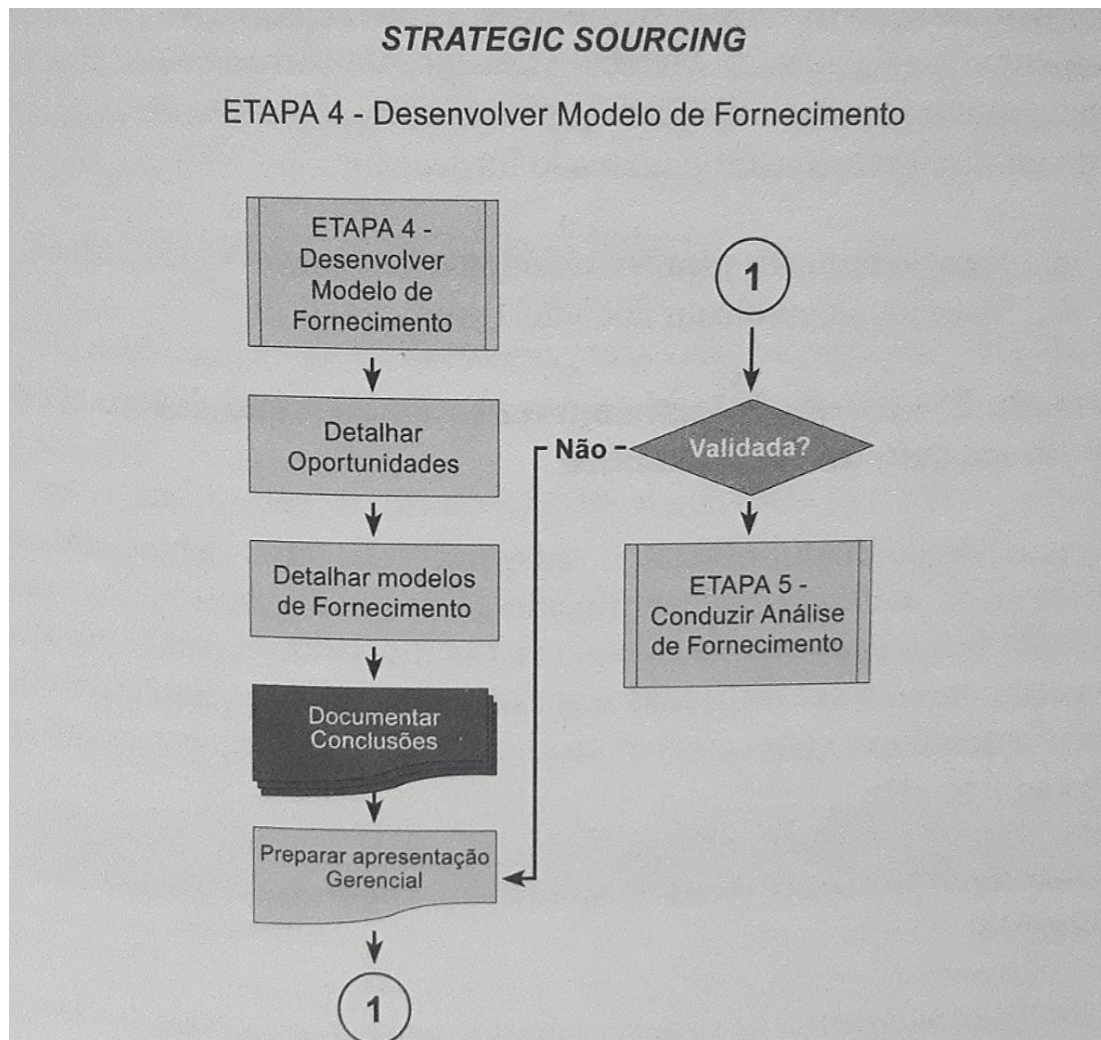 STRATEGIC SOURCING
ETAPA 4 - Desenvolver Modelo de Fornecimento
ETAPA 4 -
Desenvolver
Modelo de
Fornecimento
Detalhar
Oportunidades
Detalhar modelos
de Fornecimento
Documentar
Conclusões
Preparar apresentação
Gerencial
1
1
Validada?
Não
ETAPA 5 -
Conduzir Análise
de Fornecimento